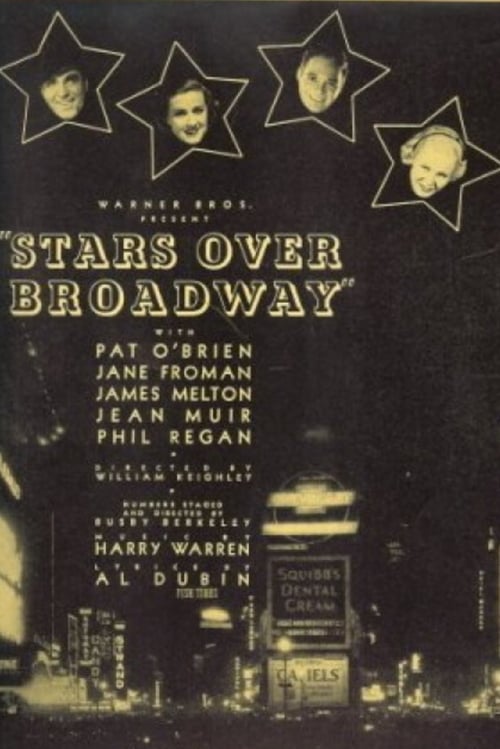 WARNER BROS.
PRESENT
"STARS OVER
BROADWAY"
WITH
PAT O'BRIEN
JANE FROMAN
JAMES MELTON
JEAN MUIR
PHIL REGAN
DIRECTED BY
WILLIAM KEIGHLEY
NUMBERS STAGED
AND DIRECTED BY
BUSBY BERKELEY
MUSIC BY
HARRY WARREN
LYRICS BY
AL DUBIN
SQUIBB'S
DENTAL
CREAM
STRAND